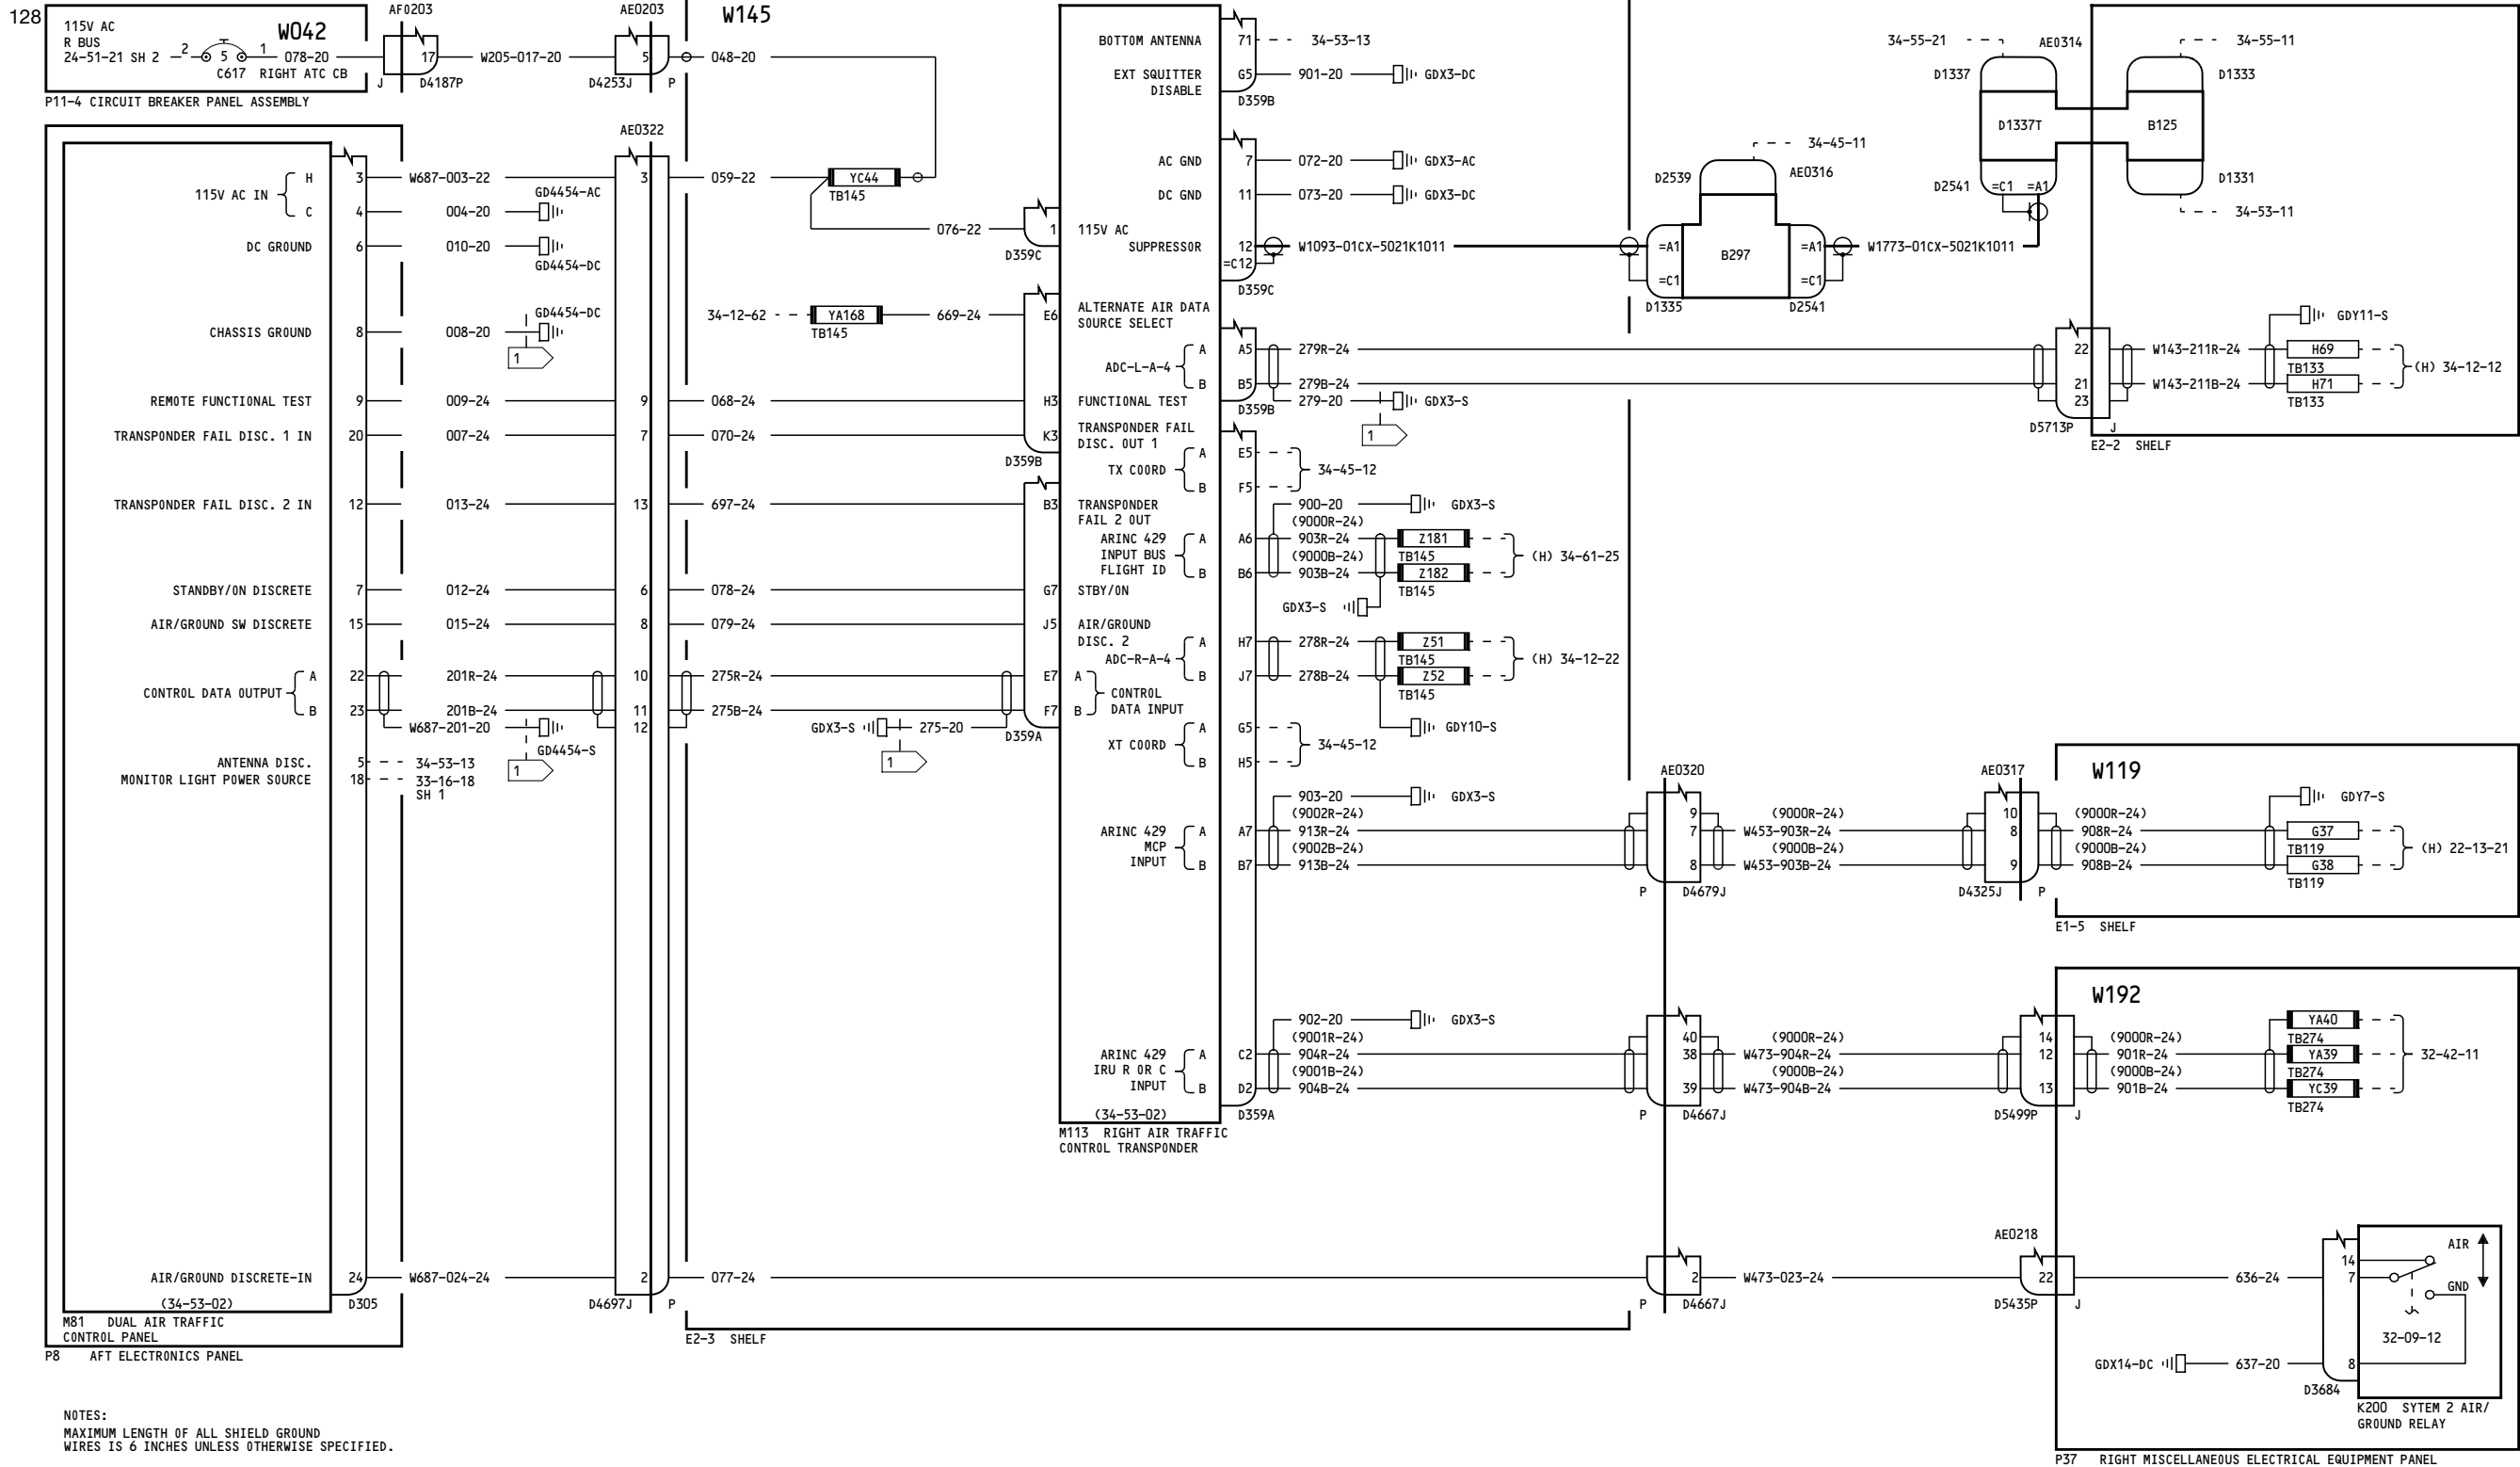 128
115V AC
R BUS
24-51-21 SH 2
2
5
1
C617
W042
078-20
RIGHT ATC CB
P11-4 CIRCUIT BREAKER PANEL ASSEMBLY
AF0203
17
J
D4187P
W205-017-20
AE0203
5
D4253J
P
W145
048-20
115V AC IN
H
C
3
4
DC GROUND
6
CHASSIS GROUND
8
REMOTE FUNCTIONAL TEST
9
TRANSPONDER FAIL DISC. 1 IN
20
TRANSPONDER FAIL DISC. 2 IN
12
STANDBY/ON DISCRETE
7
AIR/GROUND SW DISCRETE
15
CONTROL DATA OUTPUT
A
B
22
23
ANTENNA DISC.
5
34-53-13
MONITOR LIGHT POWER SOURCE
18
33-16-18
SH 1
AIR/GROUND DISCRETE-IN
24
(34-53-02)
D305
M81 DUAL AIR TRAFFIC
CONTROL PANEL
P8 AFT ELECTRONICS PANEL
W687-003-22
GD4454-AC
004-20
010-20
GD4454-DC
GD4454-DC
008-20
1
009-24
007-24
013-24
012-24
015-24
201R-24
201B-24
W687-201-20
GD4454-S
1
W687-024-24
AE0322
3
9
7
13
6
8
10
11
12
2
D4697J
P
059-22
YC44
TB145
076-22
1
D359C
34-12-62
YA168
TB145
669-24
E6
068-24
H3
070-24
K3
D359B
697-24
B3
078-24
G7
079-24
J5
275R-24
E7
275B-24
F7
GDX3-S
275-20
1
D359A
077-24
E2-3 SHELF
BOTTOM ANTENNA
71
34-53-13
EXT SQUITTER
DISABLE
G5
901-20
GDX3-DC
D359B
AC GND
7
072-20
GDX3-AC
DC GND
11
073-20
GDX3-DC
115V AC
SUPPRESSOR
12
=C12
W1093-01CX-5021K1011
D359C
ALTERNATE AIR DATA
SOURCE SELECT
ADC-L-A-4
A
B
A5
B5
279R-24
279B-24
279-20
GDX3-S
1
D359B
FUNCTIONAL TEST
TRANSPONDER FAIL
DISC. OUT 1
TX COORD
A
B
E5
F5
34-45-12
TRANSPONDER
FAIL 2 OUT
900-20
GDX3-S
ARINC 429
INPUT BUS
FLIGHT ID
A
B
A6
B6
(9000R-24)
903R-24
(9000B-24)
903B-24
Z181
TB145
Z182
TB145
(H) 34-61-25
GDX3-S
STBY/ON
AIR/GROUND
DISC. 2
ADC-R-A-4
A
B
H7
J7
278R-24
278B-24
Z51
TB145
Z52
TB145
(H) 34-12-22
GDY10-S
A
B
CONTROL
DATA INPUT
XT COORD
A
B
G5
H5
34-45-12
903-20
GDX3-S
ARINC 429
MCP
INPUT
A
B
A7
B7
(9002R-24)
913R-24
(9002B-24)
913B-24
902-20
GDX3-S
ARINC 429
IRU R OR C
INPUT
A
B
C2
D2
(9001R-24)
904R-24
(9001B-24)
904B-24
(34-53-02)
D359A
M113 RIGHT AIR TRAFFIC
CONTROL TRANSPONDER
34-45-11
D2539
AE0316
=A1
=C1
B297
=A1
=C1
D1335
D2541
W1773-01CX-5021K1011
34-55-21
AE0314
D1337
D1337T
D2541
=C1
=A1
34-55-11
D1333
B125
D1331
34-53-11
GDY11-S
22
21
23
D5713P
J
W143-211R-24
W143-211B-24
H69
TB133
H71
TB133
(H) 34-12-12
E2-2 SHELF
AE0320
9
7
8
P
D4679J
(9000R-24)
W453-903R-24
(9000B-24)
W453-903B-24
AE0317
10
8
9
D4325J
P
W119
(9000R-24)
908R-24
(9000B-24)
908B-24
GDY7-S
G37
TB119
G38
TB119
(H) 22-13-21
E1-5 SHELF
40
38
39
P
D4667J
(9000R-24)
W473-904R-24
(9000B-24)
W473-904B-24
14
12
13
D5499P
J
W192
(9000R-24)
901R-24
(9000B-24)
901B-24
YA40
TB274
YA39
TB274
YC39
TB274
32-42-11
2
P
D4667J
W473-023-24
AE0218
22
D5435P
J
636-24
14
7
AIR
GND
32-09-12
GDX14-DC
637-20
8
D3684
K200 SYTEM 2 AIR/
GROUND RELAY
P37 RIGHT MISCELLANEOUS ELECTRICAL EQUIPMENT PANEL
NOTES:
MAXIMUM LENGTH OF ALL SHIELD GROUND
WIRES IS 6 INCHES UNLESS OTHERWISE SPECIFIED.